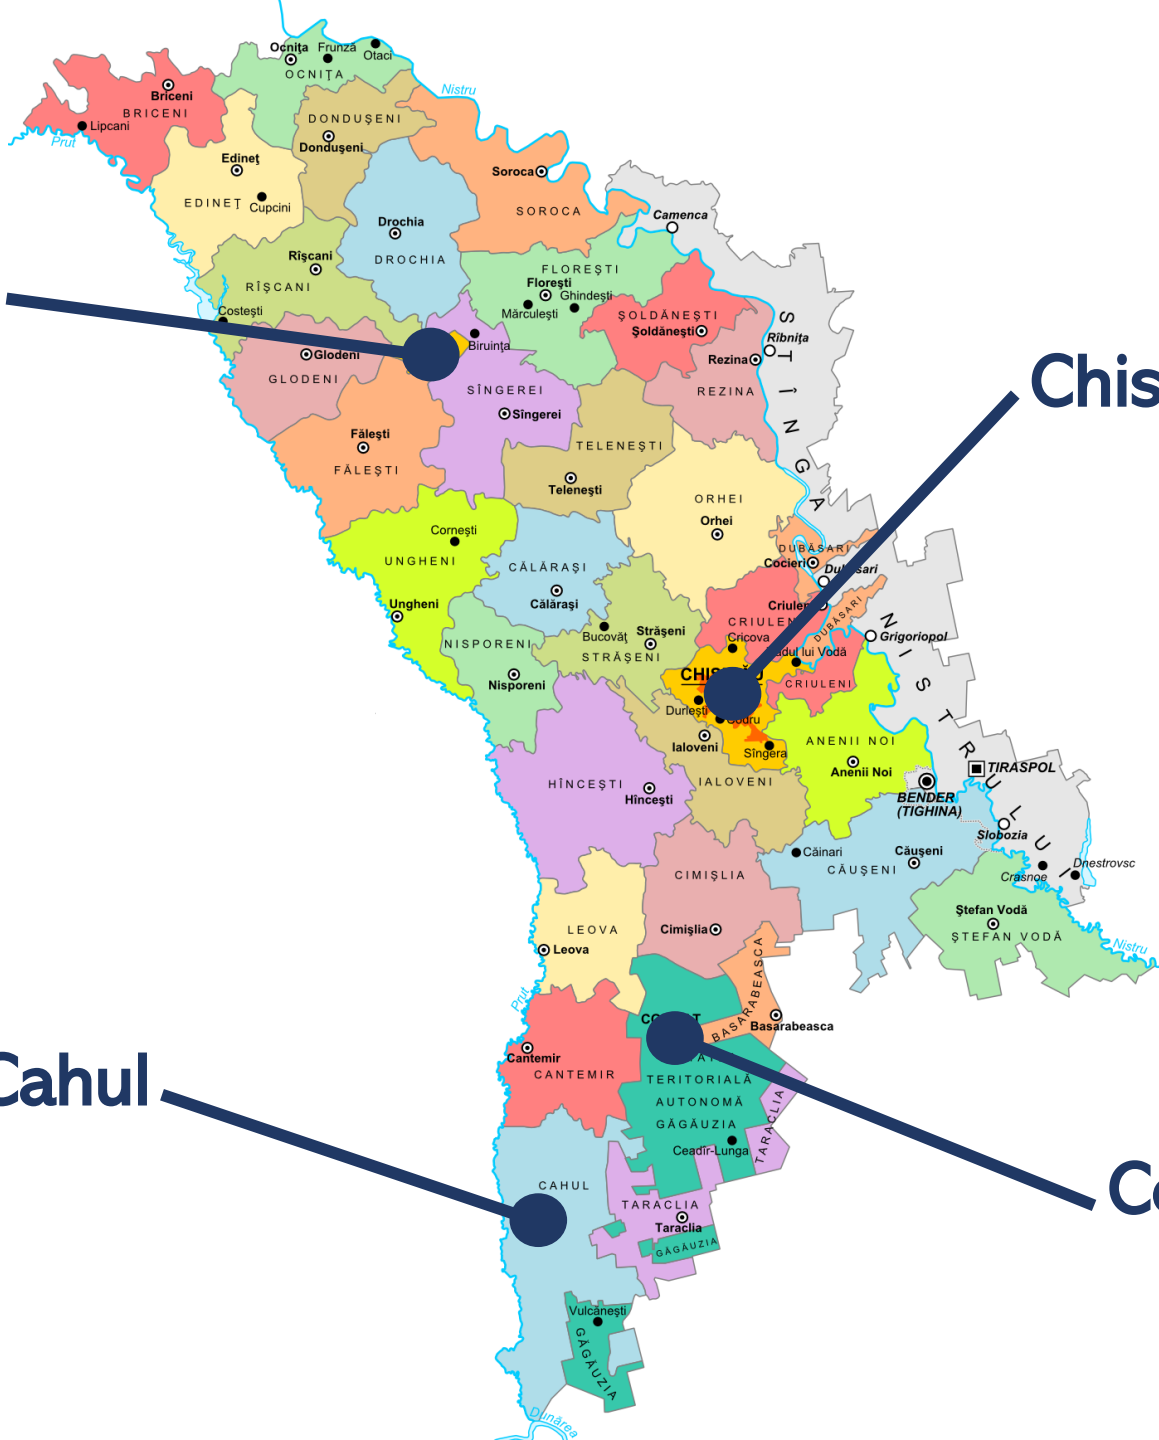 Ocnița
Frunză
Otaci
OCNIȚA
Briceni
BRICENI
Lipcani
Prut
Nistru
DONDUȘENI
Dondușeni
Edineț
EDINEȚ
Cupcini
Soroca
SOROCA
Camenca
Drochia
DROCHIA
Rîșcani
RÎȘCANI
Costești
FLOREȘTI
Florești
Ghindești
Mărculești
ȘOLDĂNEȘTI
Șoldănești
Rîbnița
Rezina
REZINA
Biruința
Glodeni
GLODENI
SÎNGEREI
Sîngerei
Chis
Fălești
FĂLEȘTI
TELENEȘTI
Telenești
ORHEI
Orhei
STÎNGA
NISTRULUI
Cornești
UNGHENI
Ungheni
CĂLĂRAȘI
Călărași
DUBĂSARI
Cocieri
DUBĂSARI
Grigoriopol
CRIULENI
Cricova
Bucovăț
Strășeni
STRĂȘENI
NISPORENI
Nisporeni
CRIULENI
Durlești
Ialoveni
Sîngera
IALOVENI
ANENII NOI
Anenii Noi
TIRASPOL
BENDER
(TIGHINA)
HÎNCEȘTI
Hîncești
Slobozia
Căinari
Căușeni
CĂUȘENI
Crasnoe
Dnestrovsc
CIMIȘLIA
Cimișlia
Ștefan Vodă
ȘTEFAN VODĂ
Nistru
LEOVA
Leova
Prut
BASARABEASCA
Basarabeasca
Cantemir
CANTEMIR
TERITORIALĂ
AUTONOMĂ
GĂGĂUZIA
Ceadîr-Lunga
TARACLIA
Cahul
CAHUL
TARACLIA
Taraclia
GĂGĂUZIA
Vulcănești
GĂGĂUZIA
Dunărea